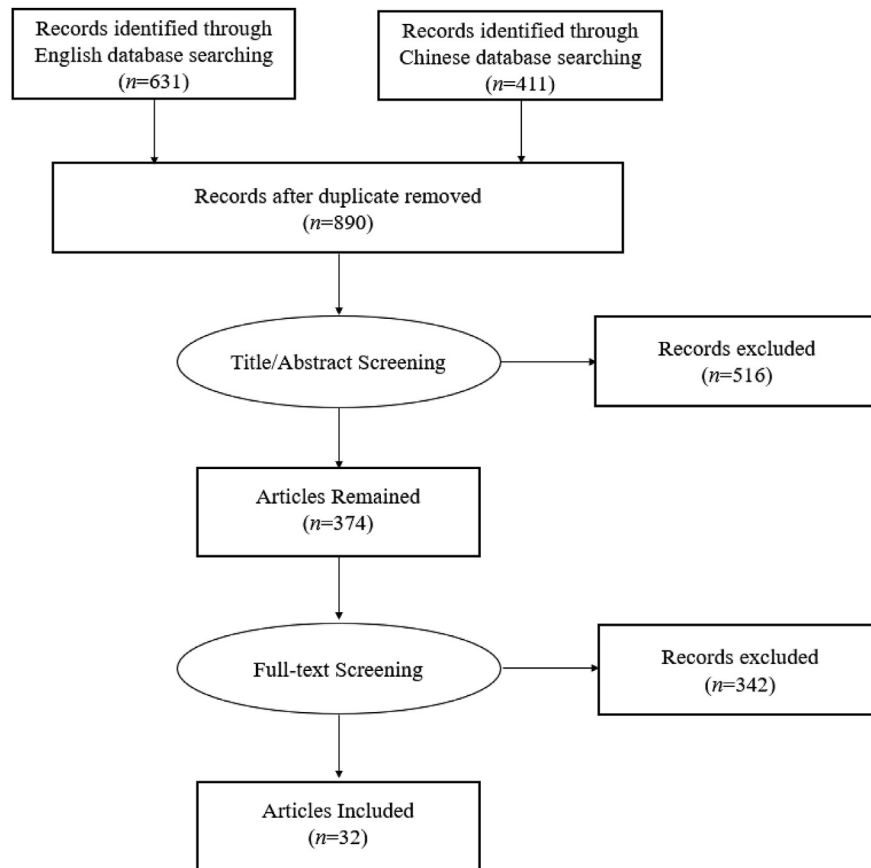 Records identified through
English database searching
(n=631)
Records identified through
Chinese database searching
(n=411)
Records after duplicate removed
(n=890)
Title/Abstract Screening
Records excluded
(n=516)
Articles Remained
(n=374)
Full-text Screening
Records excluded
(n=342)
Articles Included
(n=32)